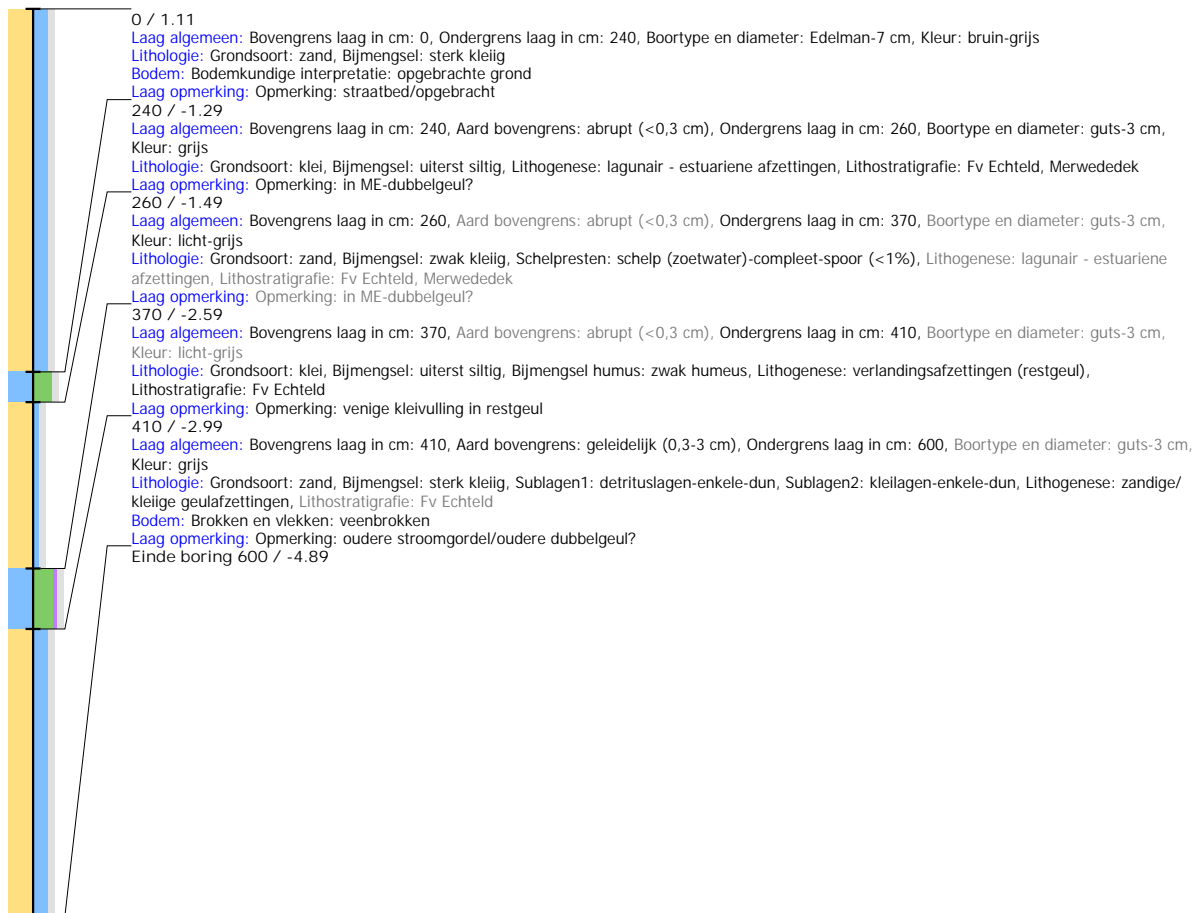 0 / 1.11
Laag algemeen: Bovengrens laag in cm: 0, Ondergrens laag in cm: 240, Boortype en diameter: Edelman-7 cm, Kleur: bruin-grijs
Lithologie: Grondsoort: zand, Bijmengsel: sterk kleiig
Bodem: Bodemkundige interpretatie: opgebrachte grond
Laag opmerking: Opmerking: straatbed/opgebracht
240 / -1.29
Laag algemeen: Bovengrens laag in cm: 240, Aard bovengrens: abrupt (<0,3 cm), Ondergrens laag in cm: 260, Boortype en diameter: guts-3 cm,
Kleur: grijs
Lithologie: Grondsoort: klei, Bijmengsel: uiterst siltig, Lithogenese: lagunair - estuariene afzettingen, Lithostratigrafie: Fv Echteld, Merwededek
Laag opmerking: Opmerking: in ME-dubbelgeul?
260 / -1.49
Laag algemeen: Bovengrens laag in cm: 260, Aard bovengrens: abrupt (<0,3 cm), Ondergrens laag in cm: 370, Boortype en diameter: guts-3 cm,
Kleur: licht-grijs
Lithologie: Grondsoort: zand, Bijmengsel: zwak kleiig, Schelpresten: schelp (zoetwater)-compleet-spoor (<1%), Lithogenese: lagunair - estuariene
afzettingen, Lithostratigrafie: Fv Echteld, Merwededek
Laag opmerking: Opmerking: in ME-dubbelgeul?
370 / -2.59
Laag algemeen: Bovengrens laag in cm: 370, Aard bovengrens: abrupt (<0,3 cm), Ondergrens laag in cm: 410, Boortype en diameter: guts-3 cm,
Kleur: licht-grijs
Lithologie: Grondsoort: klei, Bijmengsel: uiterst siltig, Bijmengsel humus: zwak humeus, Lithogenese: verlandingsafzettingen (restgeul),
Lithostratigrafie: Fv Echteld
Laag opmerking: Opmerking: venige kleivulling in restgeul
410 / -2.99
Laag algemeen: Bovengrens laag in cm: 410, Aard bovengrens: geleidelijk (0,3-3 cm), Ondergrens laag in cm: 600, Boortype en diameter: guts-3 cm,
Kleur: grijs
Lithologie: Grondsoort: zand, Bijmengsel: sterk kleiig, Sublagen1: detrituslagen-enkele-dun, Sublagen2: kleilagen-enkele-dun, Lithogenese: zandige/
kleiige geulafzettingen, Lithostratigrafie: Fv Echteld
Bodem: Brokken en vlekken: veenbrokken
Laag opmerking: Opmerking: oudere stroomgordel/oudere dubbelgeul?
Einde boring 600 / -4.89